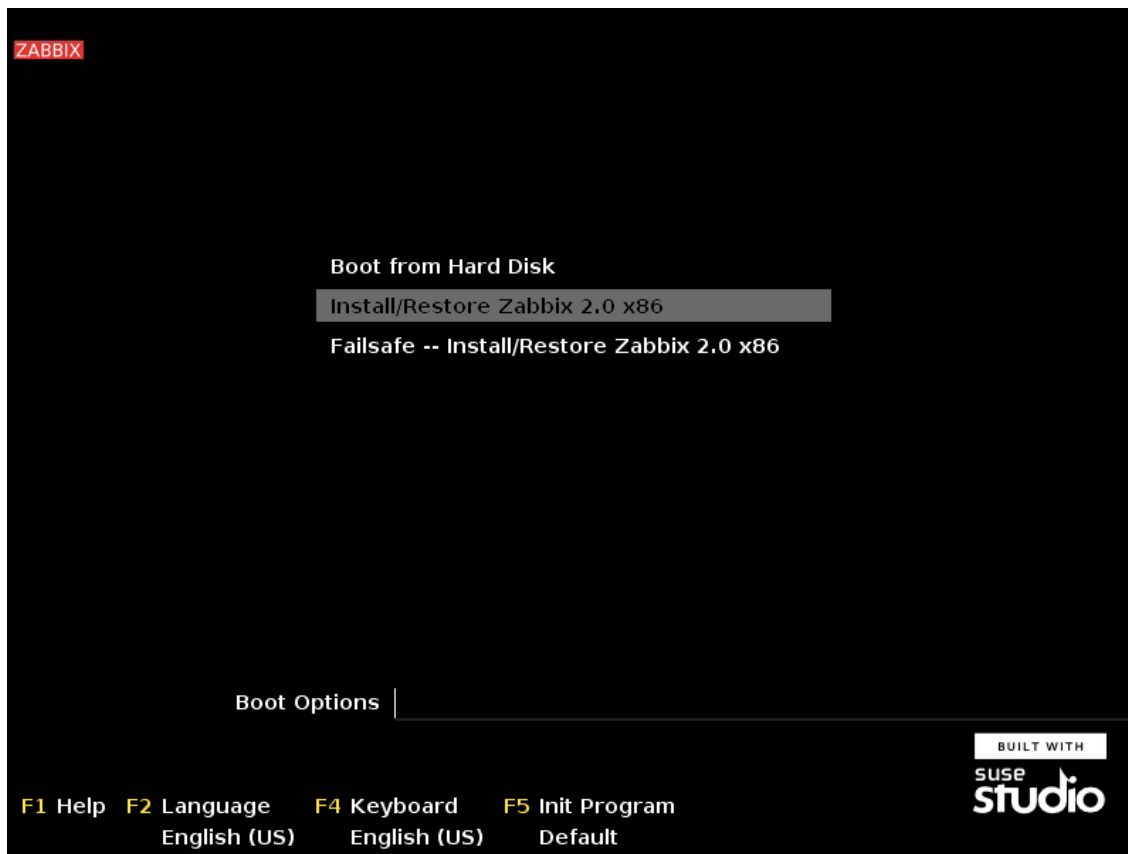 ZABBIX
Boot from Hard Disk
Install/Restore Zabbix 2.0 x86
Failsafe -- Install/Restore Zabbix 2.0 x86
Boot Options
BUILT WITH
suse
studio
F1 Help F2 Language F4 Keyboard F5 Init Program
English (US) English (US) Default